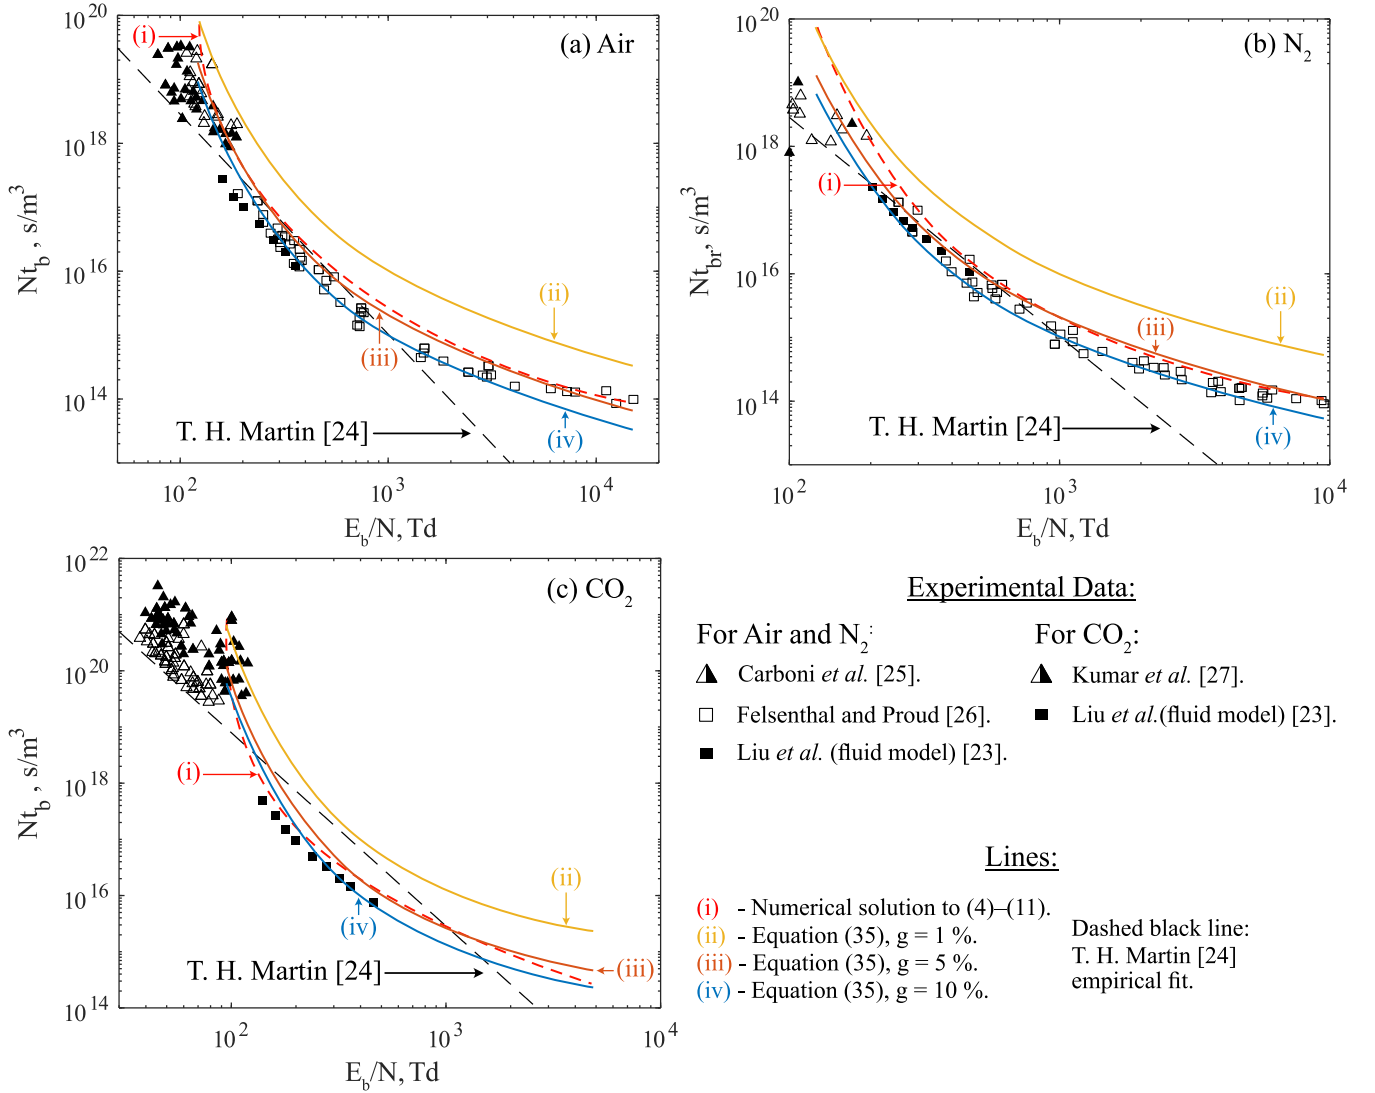 (a) Air
10^20
10^18
10^16
10^14
Nt_b , s/m^3
(i)
(ii)
(iii)
(iv)
T. H. Martin [24]
10^2
10^3
10^4
E_b/N, Td
(b) N_2
10^20
10^18
10^16
10^14
Nt_br, s/m^3
(i)
(ii)
(iii)
(iv)
T. H. Martin [24]
10^2
10^3
10^4
E_b/N, Td
(c) CO_2
10^22
10^20
10^18
10^16
10^14
Nt_b, s/m^3
(i)
(ii)
(iii)
(iv)
T. H. Martin [24]
10^2
10^3
10^4
E_b/N, Td
Experimental Data:
For Air and N_2:
Carboni et al. [25].
Felsenthal and Proud [26].
Liu et al. (fluid model) [23].
For CO_2:
Kumar et al. [27].
Liu et al.(fluid model) [23].
Lines:
(i) - Numerical solution to (4)–(11).
(ii) - Equation (35), g = 1 %.
(iii) - Equation (35), g = 5 %.
(iv) - Equation (35), g = 10 %.
Dashed black line:
T. H. Martin [24]
empirical fit.